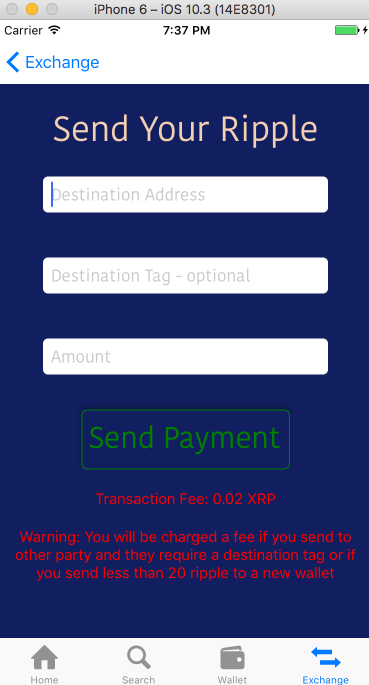 iPhone 6 – iOS 10.3 (14E8301)
Carrier 7:37 PM
Exchange
Send Your Ripple
Destination Address
Destination Tag - optional
Amount
Send Payment
Transaction Fee: 0.02 XRP
Warning: You will be charged a fee if you send to
other party and they require a destination tag or if
you send less than 20 ripple to a new wallet
Home Search Wallet Exchange